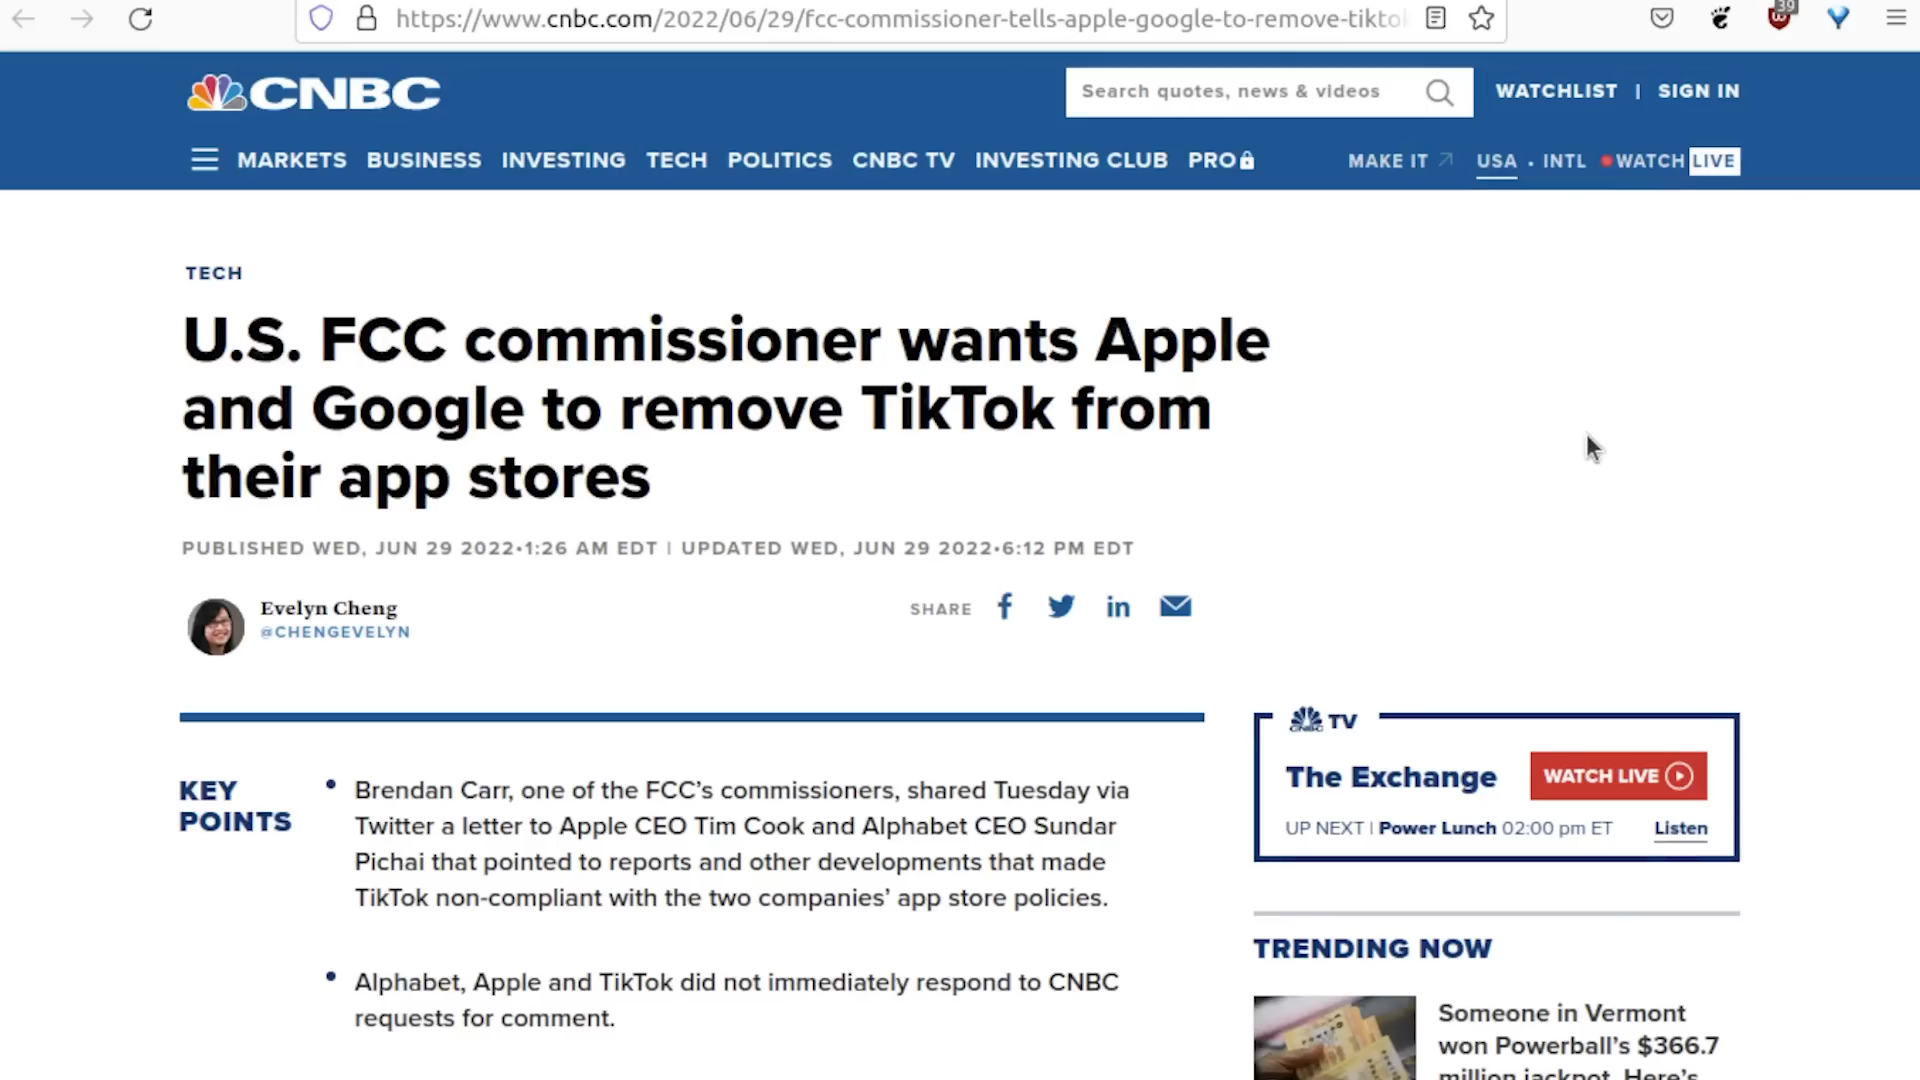 https://www.cnbc.com/2022/06/29/fcc-commissioner-tells-apple-google-to-remove-tiktok
39
CNBC
Search quotes, news & videos
WATCHLIST | SIGN IN
MARKETS BUSINESS INVESTING TECH POLITICS CNBC TV INVESTING CLUB PRO
MAKE IT USA • INTL WATCH LIVE
TECH
U.S. FCC commissioner wants Apple
and Google to remove TikTok from
their app stores
PUBLISHED WED, JUN 29 2022•1:26 AM EDT | UPDATED WED, JUN 29 2022•6:12 PM EDT
Evelyn Cheng
@CHENGEVELYN
SHARE
KEY
POINTS
• Brendan Carr, one of the FCC’s commissioners, shared Tuesday via
Twitter a letter to Apple CEO Tim Cook and Alphabet CEO Sundar
Pichai that pointed to reports and other developments that made
TikTok non-compliant with the two companies’ app store policies.
• Alphabet, Apple and TikTok did not immediately respond to CNBC
requests for comment.
CNBC TV
The Exchange
WATCH LIVE
UP NEXT | Power Lunch 02:00 pm ET
Listen
TRENDING NOW
Someone in Vermont
won Powerball’s $366.7
million jackpot. Here’s